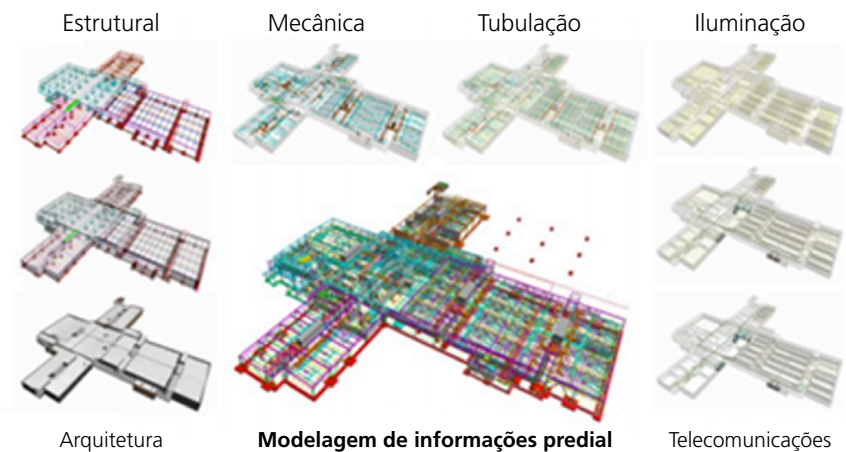 Estrutural
Mecânica
Tubulação
Iluminação
Arquitetura
Modelagem de informações predial
Telecomunicações